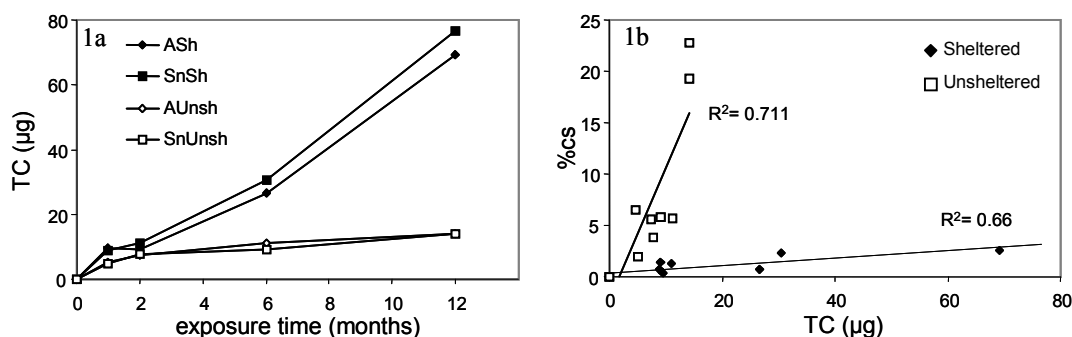 1a
ASh
SnSh
AUnsh
SnUnsh
TC (µg)
80
60
40
20
0
0 2 4 6 8 10 12
exposure time (months)
1b
Sheltered
Unsheltered
R²= 0.711
R²= 0.66
%cs
25
20
15
10
5
0
0 20 40 60 80
TC (µg)